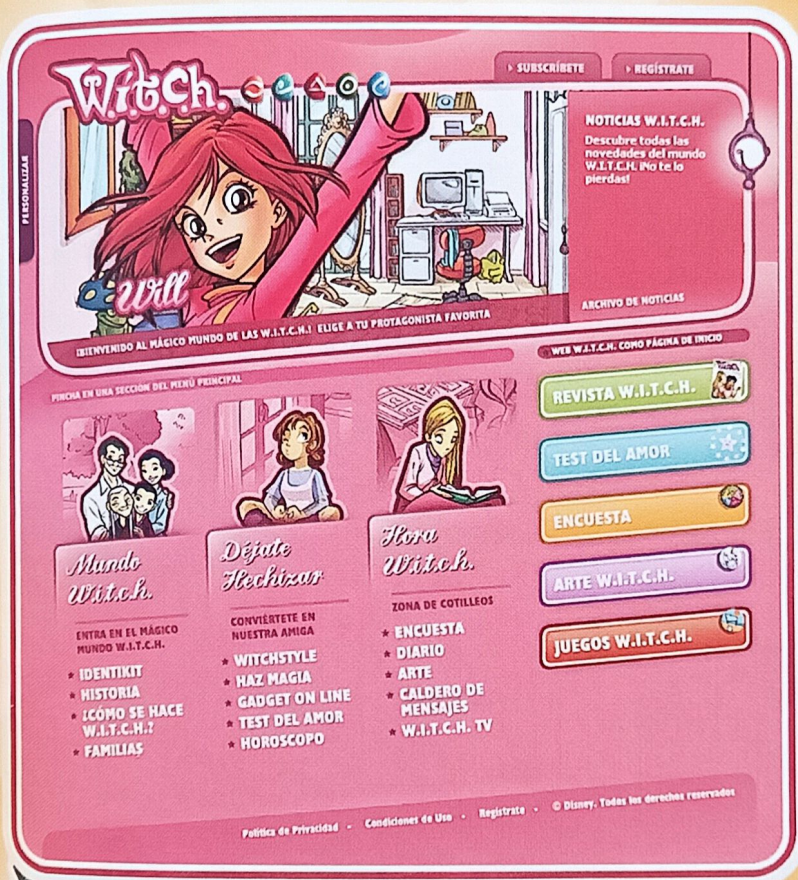 W.i.t.c.h.
SUBSCRÍBETE
REGÍSTRATE
PERSONALIZAR
NOTICIAS W.I.T.C.H.
Descubre todas las
novedades del mundo
W.I.T.C.H. ¡No te lo
pierdas!
ARCHIVO DE NOTICIAS
Will
¡BIENVENIDO AL MÁGICO MUNDO DE LAS W.I.T.C.H.! ELIGE A TU PROTAGONISTA FAVORITA
WEB W.I.T.C.H. COMO PÁGINA DE INICIO
PINCHA EN UNA SECCIÓN DEL MENÚ PRINCIPAL
Mundo
W.i.t.c.h.
ENTRA EN EL MÁGICO
MUNDO W.I.T.C.H.
IDENTIKIT
HISTORIA
¿CÓMO SE HACE
W.I.T.C.H.?
FAMILIAS
Déjate
Hechizar
CONVIÉRTETE EN
NUESTRA AMIGA
WITCHSTYLE
HAZ MAGIA
GADGET ON LINE
TEST DEL AMOR
HOROSCOPO
Hora
W.i.t.c.h.
ZONA DE COTILLEOS
ENCUESTA
DIARIO
ARTE
CALDERO DE
MENSAJES
W.I.T.C.H. TV
REVISTA W.I.T.C.H.
TEST DEL AMOR
ENCUESTA
ARTE W.I.T.C.H.
JUEGOS W.I.T.C.H.
Política de Privacidad - Condiciones de Uso - Regístrate - © Disney. Todos los derechos reservados